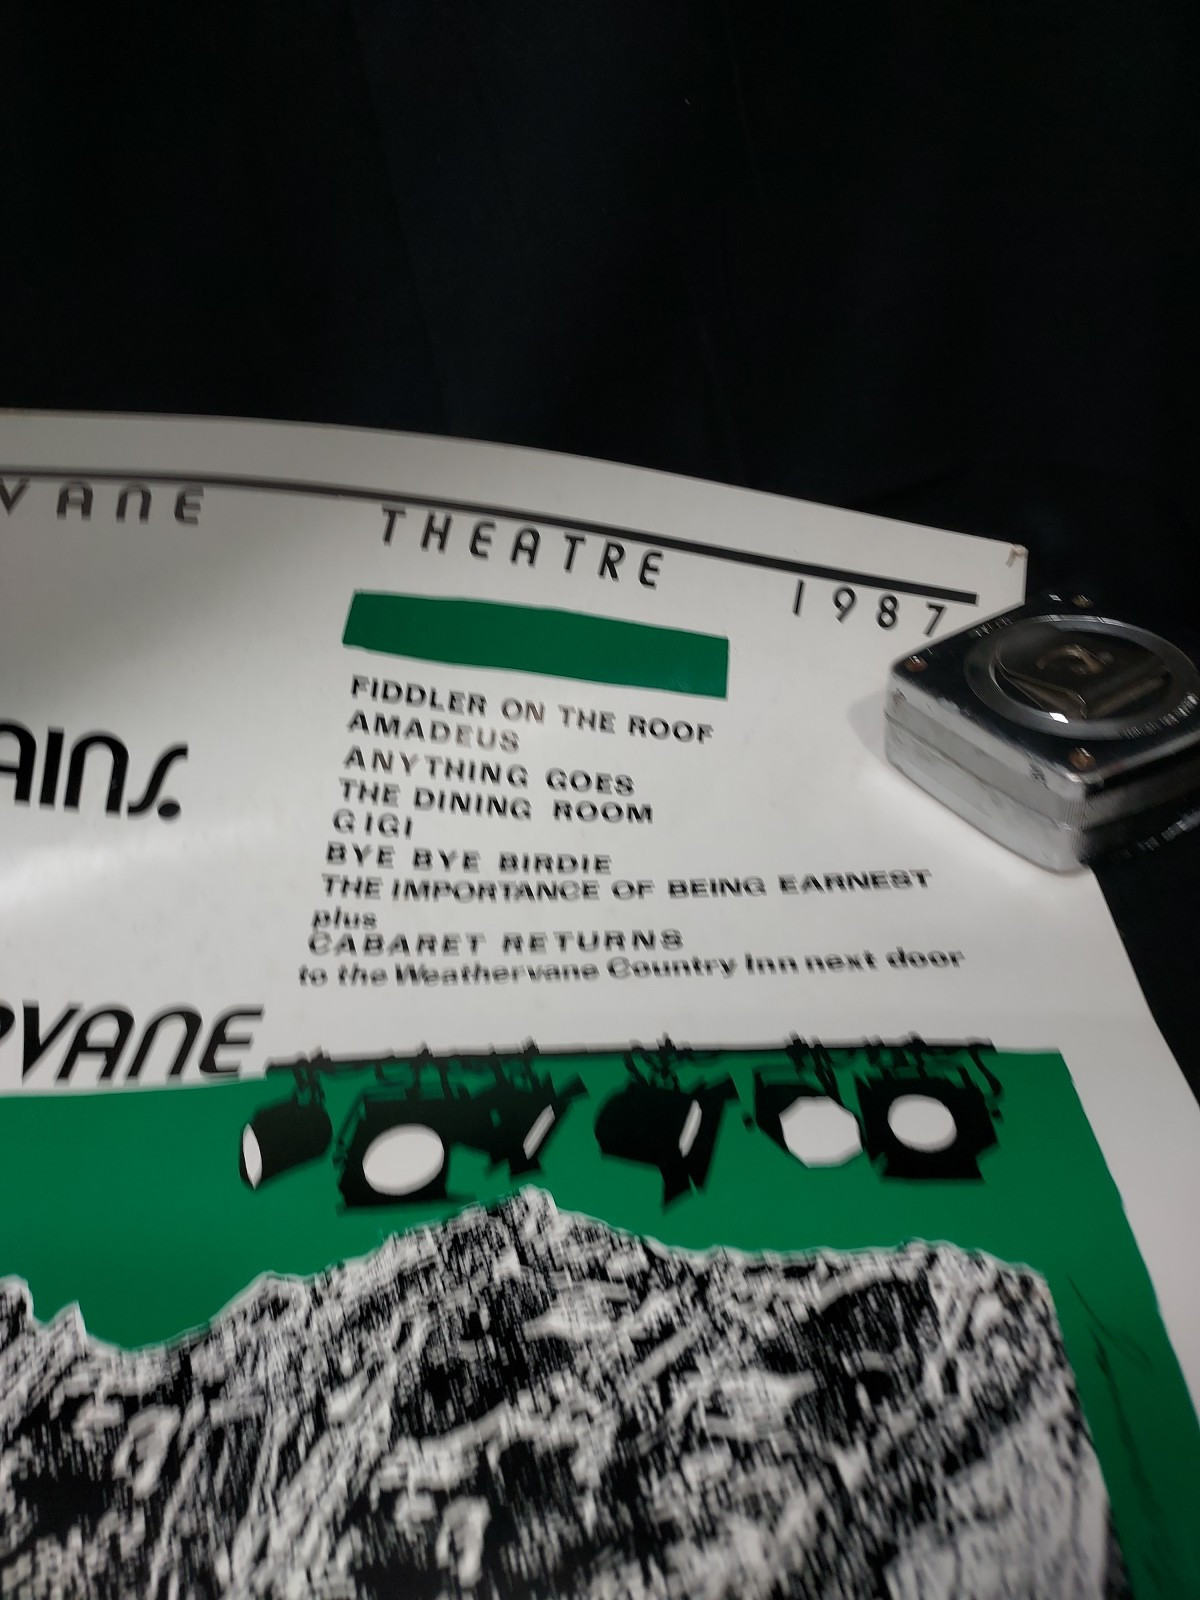 VANE THEATRE 1987
FIDDLER ON THE ROOF
AMADEUS
ANYTHING GOES
THE DINING ROOM
GIGI
BYE BYE BIRDIE
THE IMPORTANCE OF BEING EARNEST
plus
CABARET RETURNS
to the Weathervane Country Inn next door
AINS.
VANE